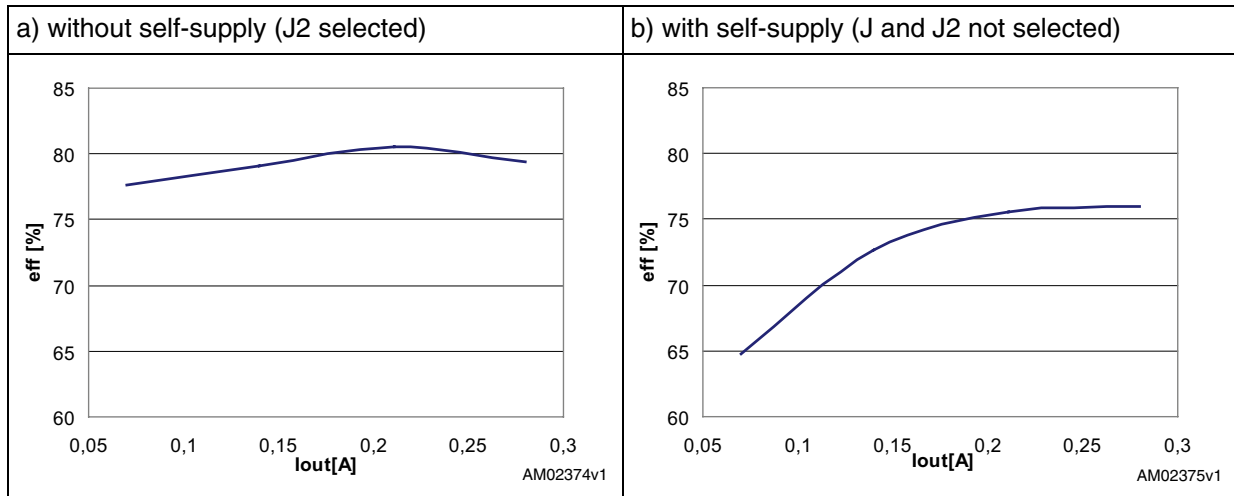 a) without self-supply (J2 selected)
85
80
75
70
65
60
eff [%]
0,05 0,1 0,15 0,2 0,25 0,3
Iout[A]
AM02374v1
b) with self-supply (J and J2 not selected)
85
80
75
70
65
60
eff [%]
0,05 0,1 0,15 0,2 0,25 0,3
Iout[A]
AM02375v1